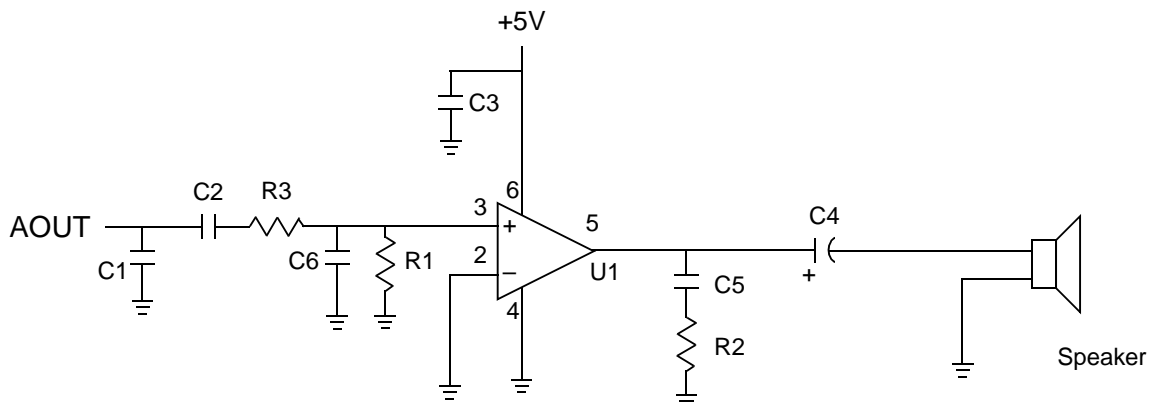 +5V
C3
C2
R3
6
C4
3
5
AOUT
+
C1
C6
R1
2
−
U1
+
C5
4
R2
Speaker